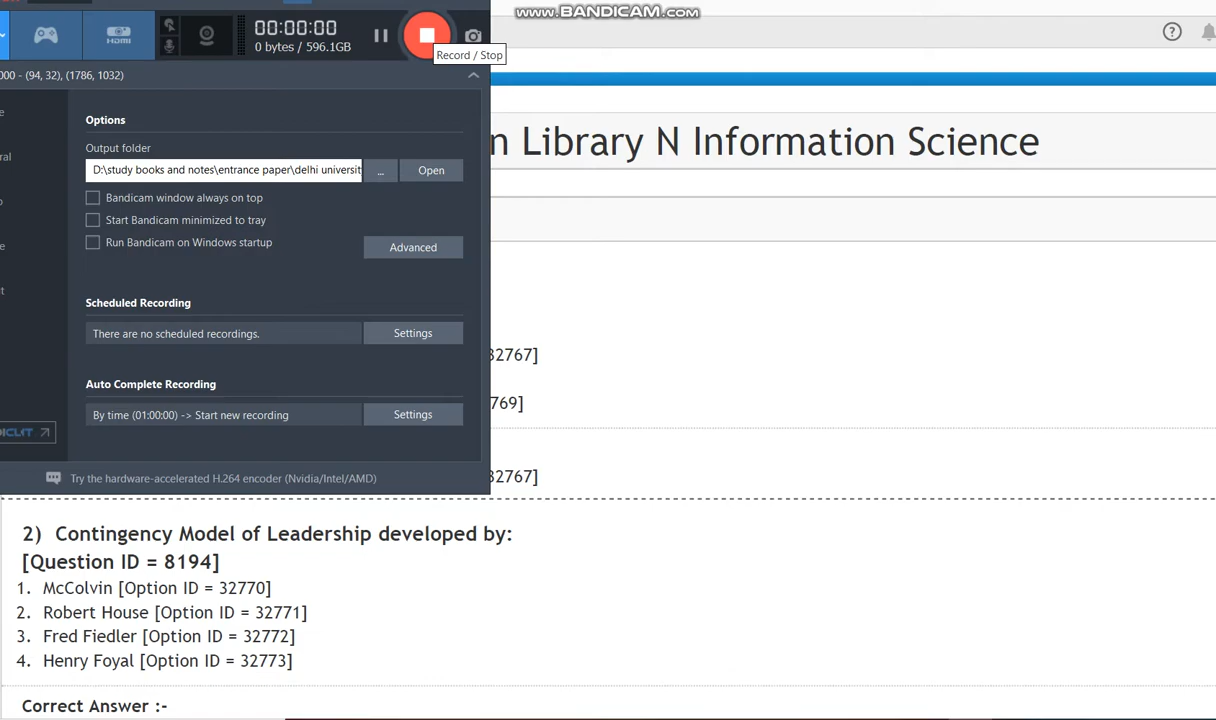 www.BANDICAM.com
00:00:00
0 bytes / 596.1GB
HDMI
Record / Stop
000 - (94, 32), (1786, 1032)
Options
Output folder
D:\study books and notes\entrance paper\delhi universit
...
Open
Bandicam window always on top
Start Bandicam minimized to tray
Run Bandicam on Windows startup
Advanced
Scheduled Recording
There are no scheduled recordings.
Settings
Auto Complete Recording
By time (01:00:00) -> Start new recording
Settings
Try the hardware-accelerated H.264 encoder (Nvidia/Intel/AMD)
n Library N Information Science
32767]
769]
32767]
2) Contingency Model of Leadership developed by:
[Question ID = 8194]
1. McColvin [Option ID = 32770]
2. Robert House [Option ID = 32771]
3. Fred Fiedler [Option ID = 32772]
4. Henry Foyal [Option ID = 32773]
Correct Answer :-